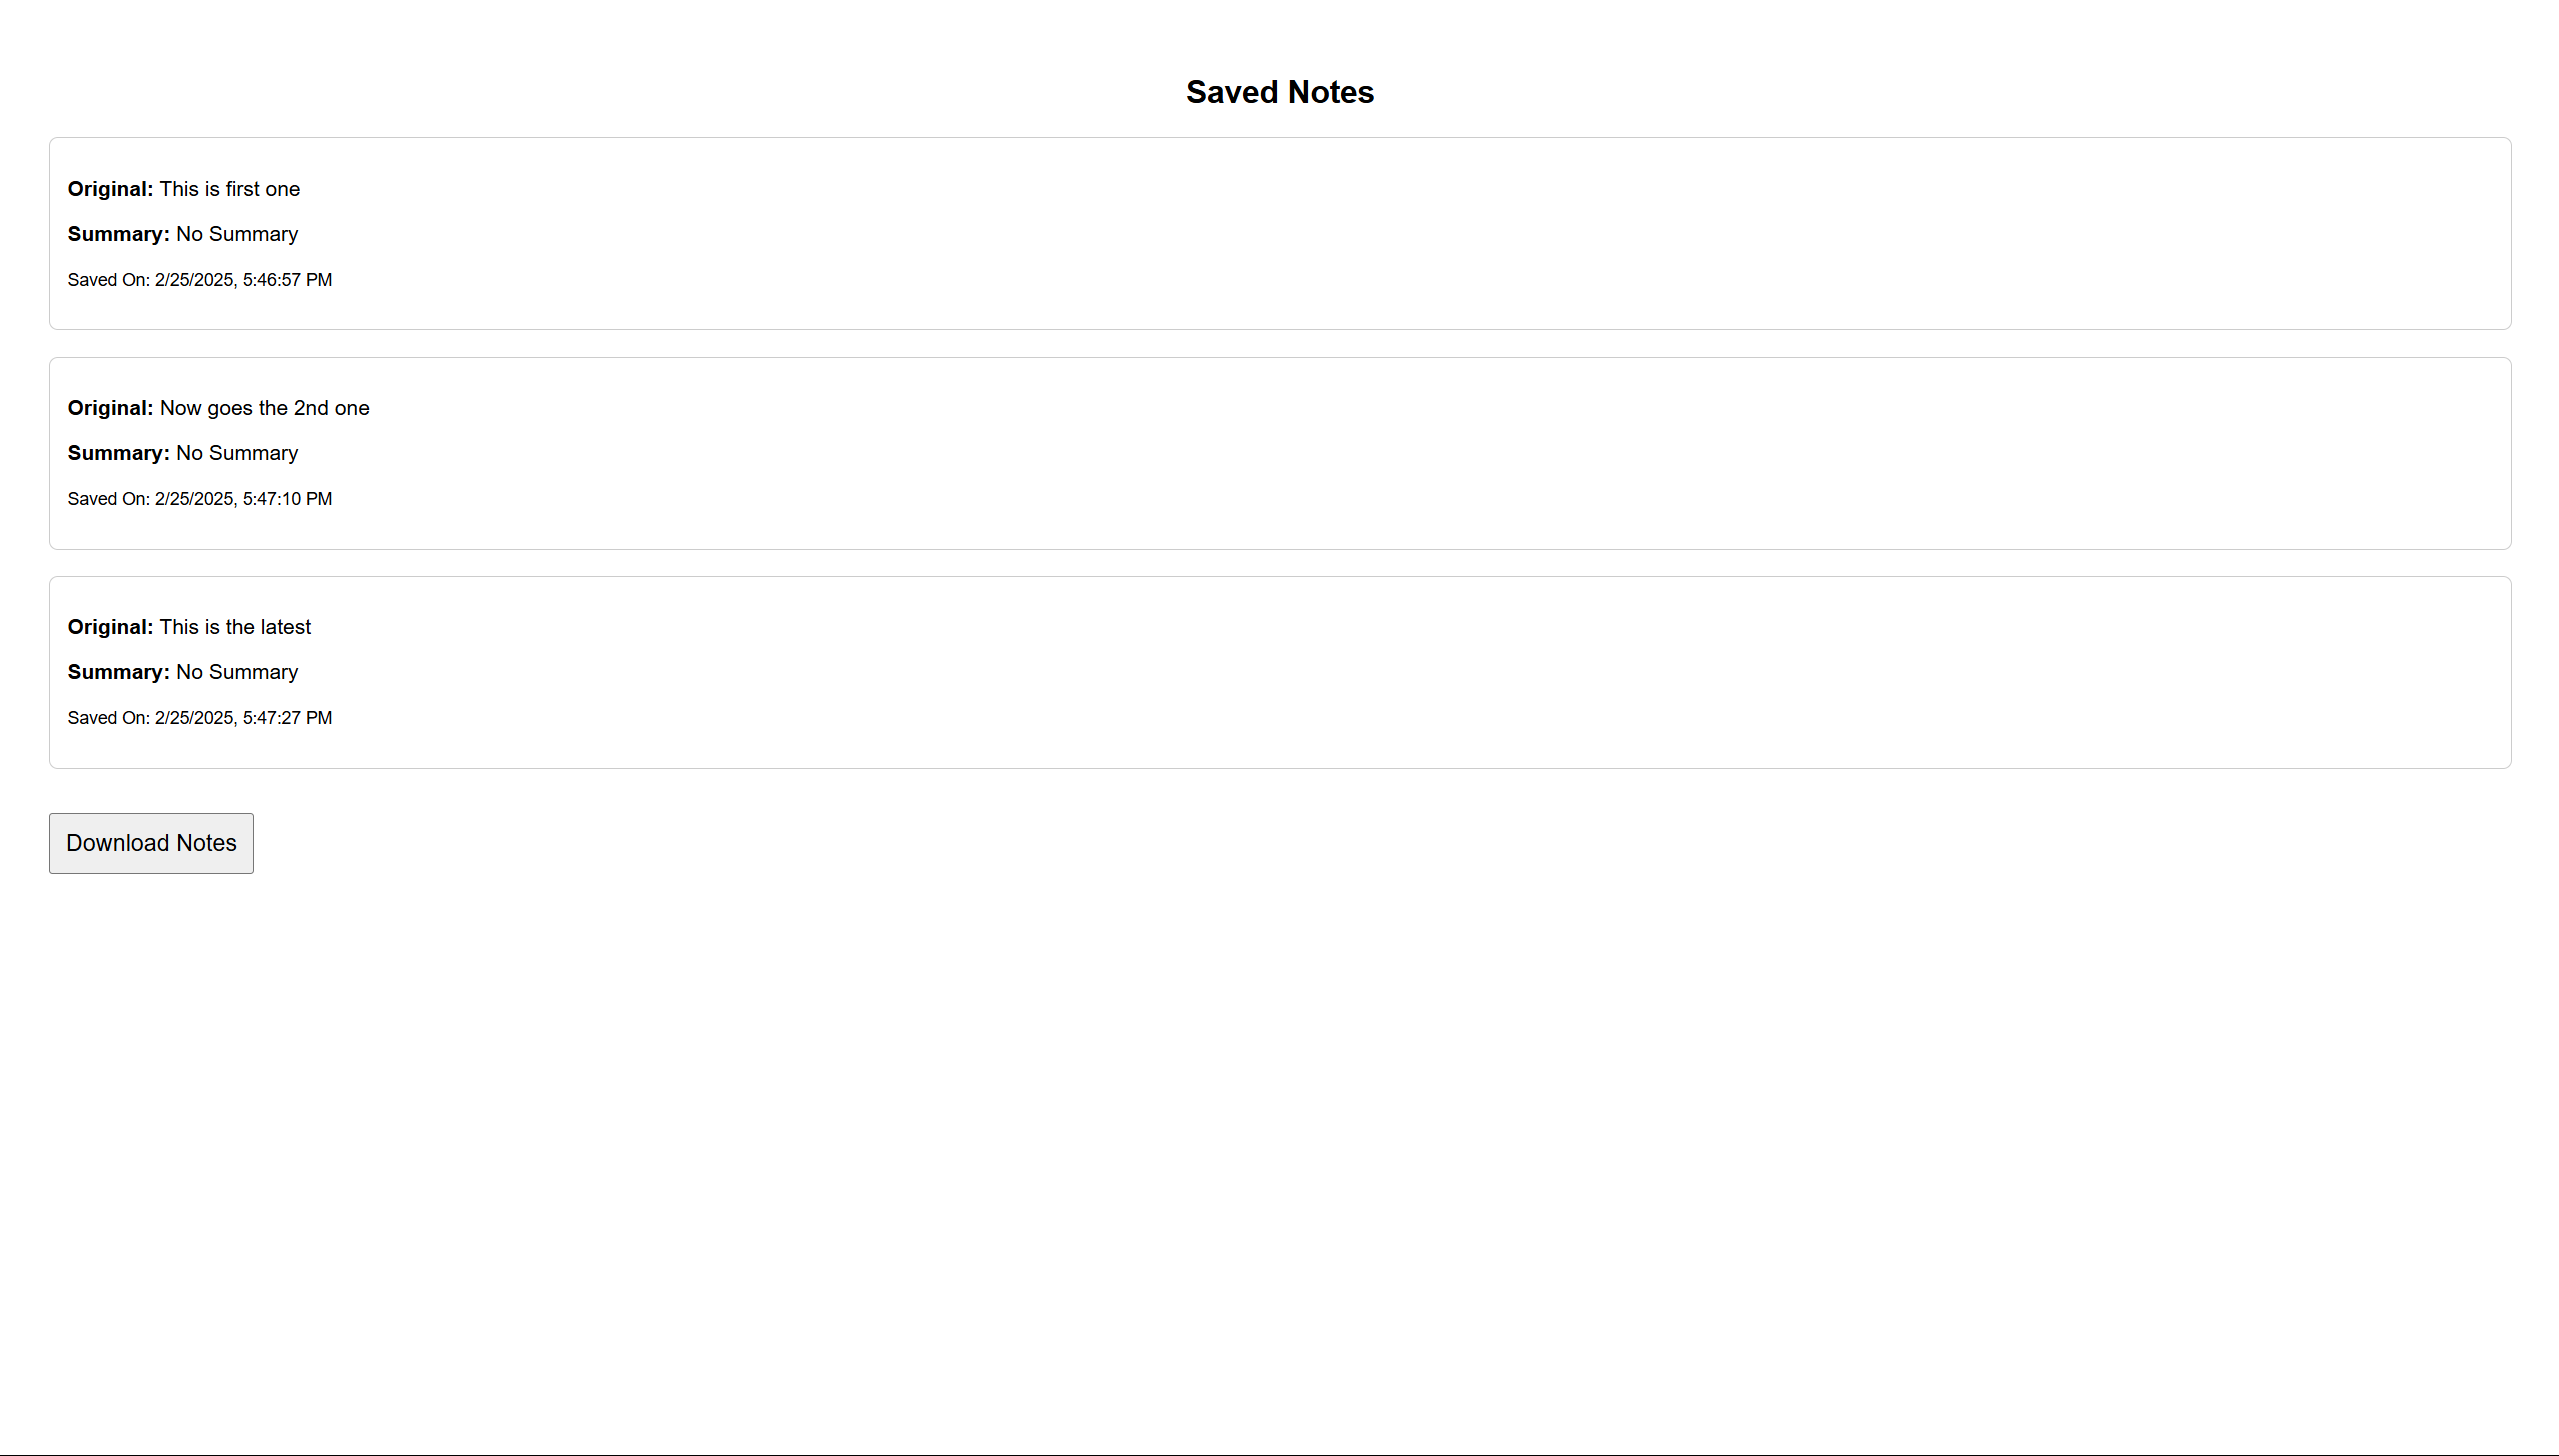 Saved Notes
Original: This is first one
Summary: No Summary
Saved On: 2/25/2025, 5:46:57 PM
Original: Now goes the 2nd one
Summary: No Summary
Saved On: 2/25/2025, 5:47:10 PM
Original: This is the latest
Summary: No Summary
Saved On: 2/25/2025, 5:47:27 PM
Download Notes